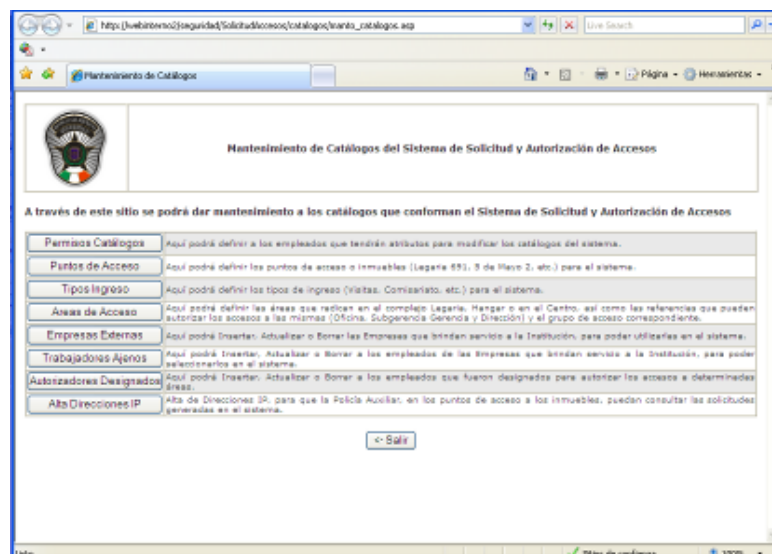 http://webinterno2/seguridad/SolicitudAccesos/catalogos/manto_catalogos.asp
Live Search
Mantenimiento de Catálogos
Página
Herramientas
Mantenimiento de Catálogos del Sistema de Solicitud y Autorización de Accesos
A través de este sitio se podrá dar mantenimiento a los catálogos que conforman el Sistema de Solicitud y Autorización de Accesos
Permisos Catálogos
Aquí podrá definir a los empleados que tendrán atributos para modificar los catálogos del sistema.
Puntos de Acceso
Aquí podrá definir los puntos de acceso o inmuebles (Legaria 691, 5 de Mayo 2, etc.) para el sistema.
Tipos Ingreso
Aquí podrá definir los tipos de ingreso (Visitas, Comisariato, etc.) para el sistema.
Areas de Acceso
Aquí podrá definir las áreas que radican en el complejo Legaria, Hangar o en el Centro, así como las referencias que pueden
autorizar los accesos a las mismas (Oficina, Subgerencia Gerencia y Dirección) y el grupo de acceso correspondiente.
Empresas Externas
Aquí podrá Insertar, Actualizar o Borrar las Empresas que brindan servicio a la Institución, para poder utilizarlas en el sistema.
Trabajadores Ajenos
Aquí podrá Insertar, Actualizar o Borrar a los empleados de las Empresas que brindan servicio a la Institución, para poder
seleccionarlos en el sistema.
Autorizadores Designados
Aquí podrá Insertar, Actualizar o Borrar a los empleados que fueron designados para autorizar los accesos a determinadas
áreas.
Alta Direcciones IP
Alta de Direcciones IP, para que la Policía Auxiliar, en los puntos de acceso a los inmuebles, puedan consultar las solicitudes
generadas en el sistema.
<- Salir
Sitios de confianza
100%